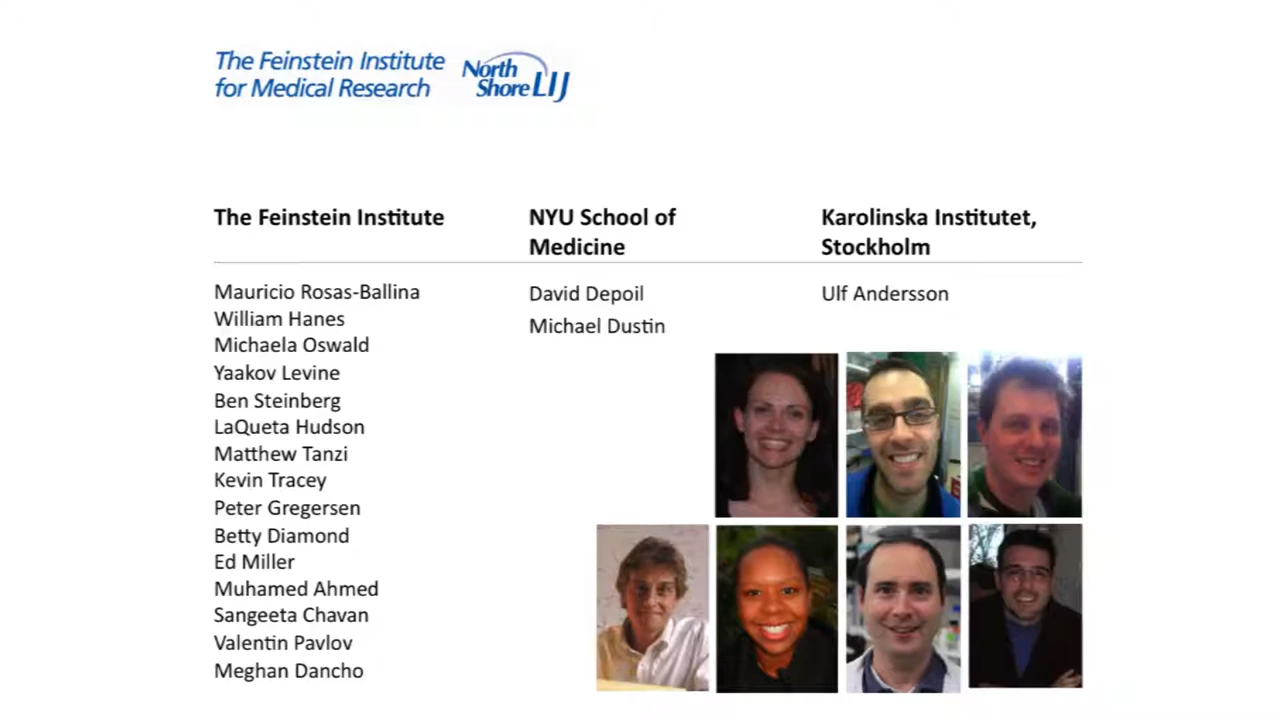 The Feinstein Institute
for Medical Research
North
Shore LIJ
The Feinstein Institute
NYU School of
Medicine
Karolinska Institutet,
Stockholm
Mauricio Rosas-Ballina
William Hanes
Michaela Oswald
Yaakov Levine
Ben Steinberg
LaQueta Hudson
Matthew Tanzi
Kevin Tracey
Peter Gregersen
Betty Diamond
Ed Miller
Muhamed Ahmed
Sangeeta Chavan
Valentin Pavlov
Meghan Dancho
David Depoil
Michael Dustin
Ulf Andersson